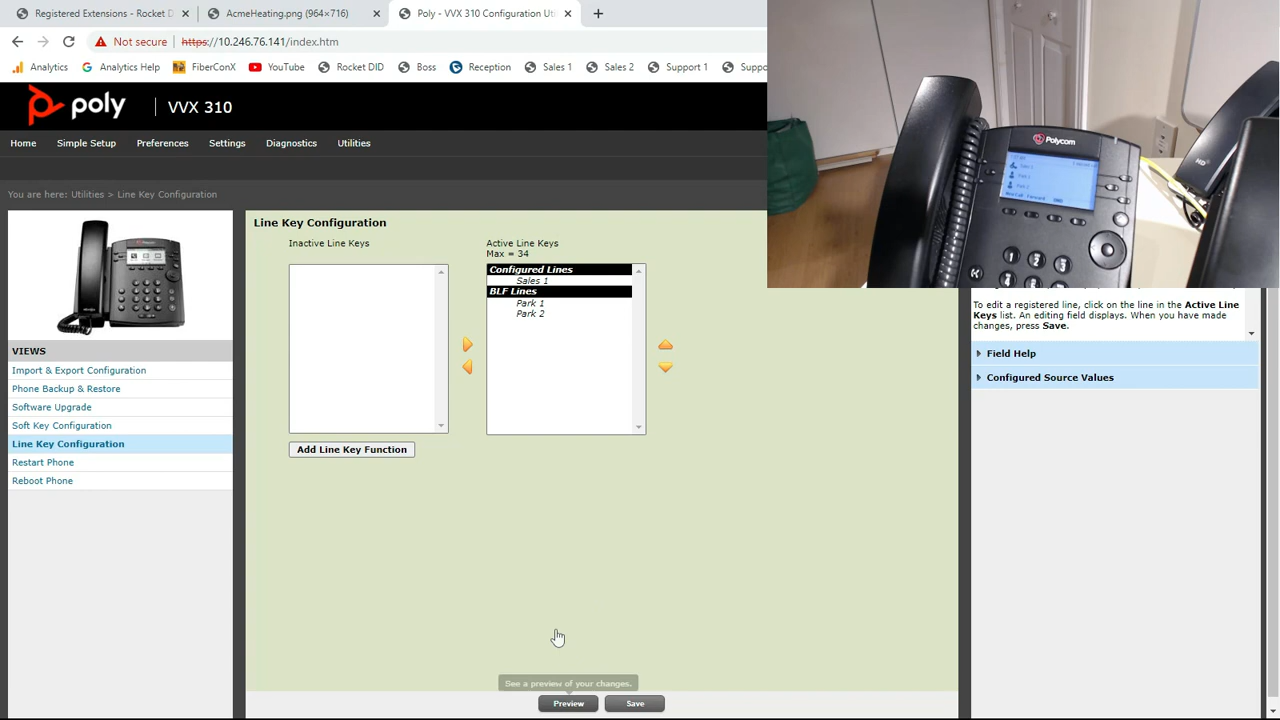 Registered Extensions - Rocket D
AcmeHeating.png (964×716)
Poly - VVX 310 Configuration Uti
Not secure
https://10.246.76.141/index.htm
Analytics
Analytics Help
FiberConX
YouTube
Rocket DID
Boss
Reception
Sales 1
Sales 2
Support 1
Suppo
poly
VVX 310
Home
Simple Setup
Preferences
Settings
Diagnostics
Utilities
You are here: Utilities > Line Key Configuration
VIEWS
Import & Export Configuration
Phone Backup & Restore
Software Upgrade
Soft Key Configuration
Line Key Configuration
Restart Phone
Reboot Phone
Line Key Configuration
Inactive Line Keys
Active Line Keys
Max = 34
Configured Lines
Sales 1
BLF Lines
Park 1
Park 2
Add Line Key Function
See a preview of your changes.
Preview
Save
Polycom
HD
To edit a registered line, click on the line in the Active Line
Keys list. An editing field displays. When you have made
changes, press Save.
Field Help
Configured Source Values